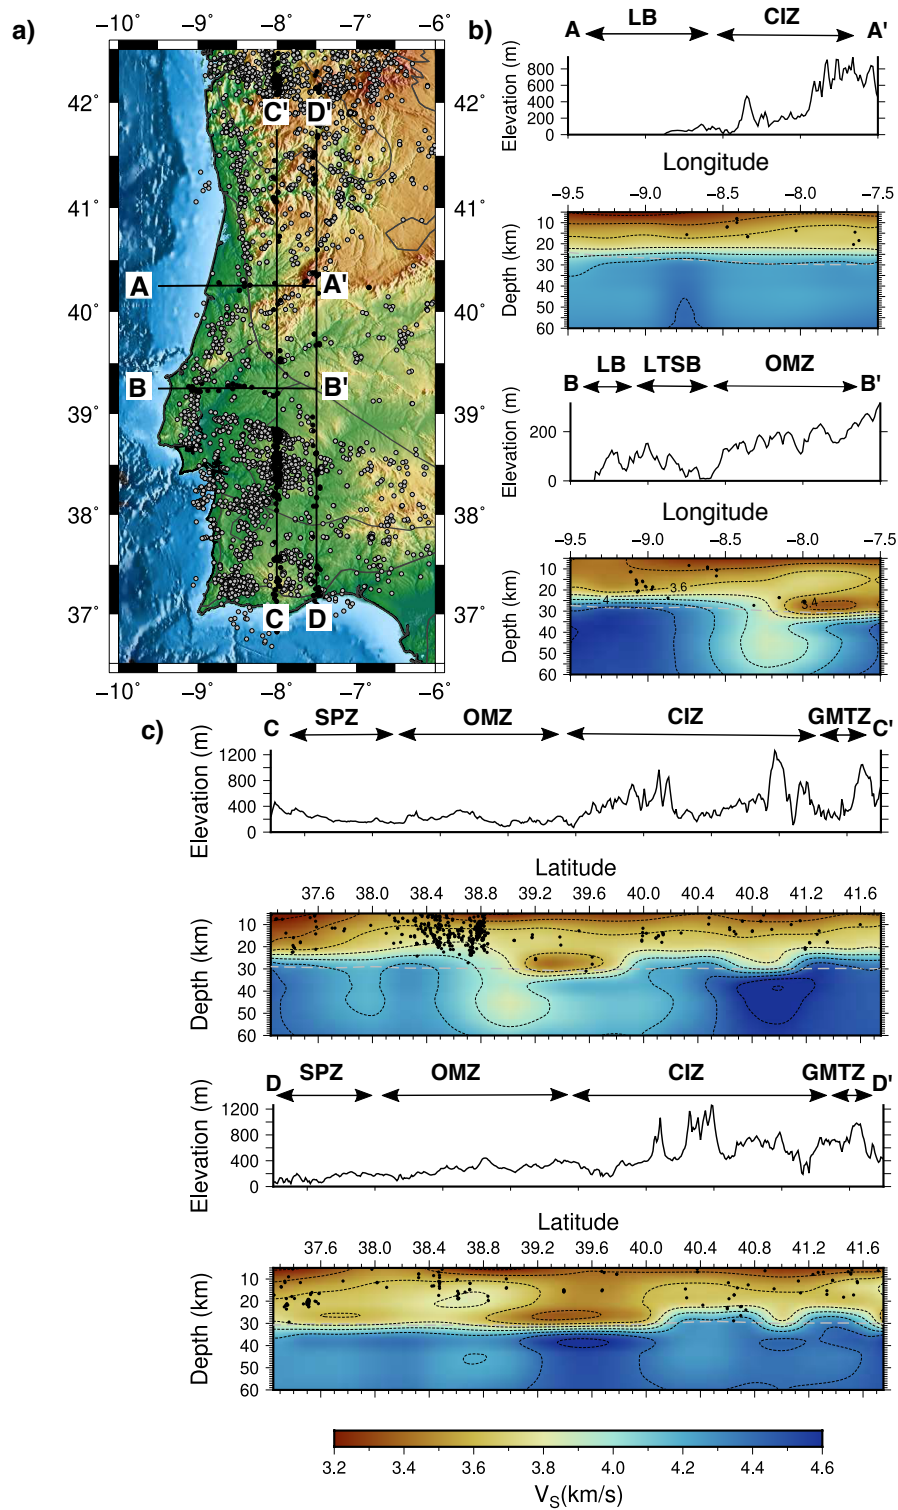 a)
−10° −9° −8° −7° −6°
42°
41°
40°
39°
38°
37°
C' D'
A A'
B B'
C D
−10° −9° −8° −7° −6°
b)
A LB CIZ A'
Elevation (m)
800
600
400
200
0
Longitude
−9.5 −9.0 −8.5 −8.0 −7.5
Depth (km)
10
20
30
40
50
60
B LB LTSB OMZ B'
Elevation (m)
200
0
Longitude
−9.5 −9.0 −8.5 −8.0 −7.5
Depth (km)
10
20
30
40
50
60
3.6
4
3.4
c)
C SPZ OMZ CIZ GMTZ C'
Elevation (m)
1200
800
400
0
Latitude
37.6 38.0 38.4 38.8 39.2 39.6 40.0 40.4 40.8 41.2 41.6
Depth (km)
10
20
30
40
50
60
D SPZ OMZ CIZ GMTZ D'
Elevation (m)
1200
800
400
0
Latitude
37.6 38.0 38.4 38.8 39.2 39.6 40.0 40.4 40.8 41.2 41.6
Depth (km)
10
20
30
40
50
60
3.2 3.4 3.6 3.8 4.0 4.2 4.4 4.6
VS(km/s)